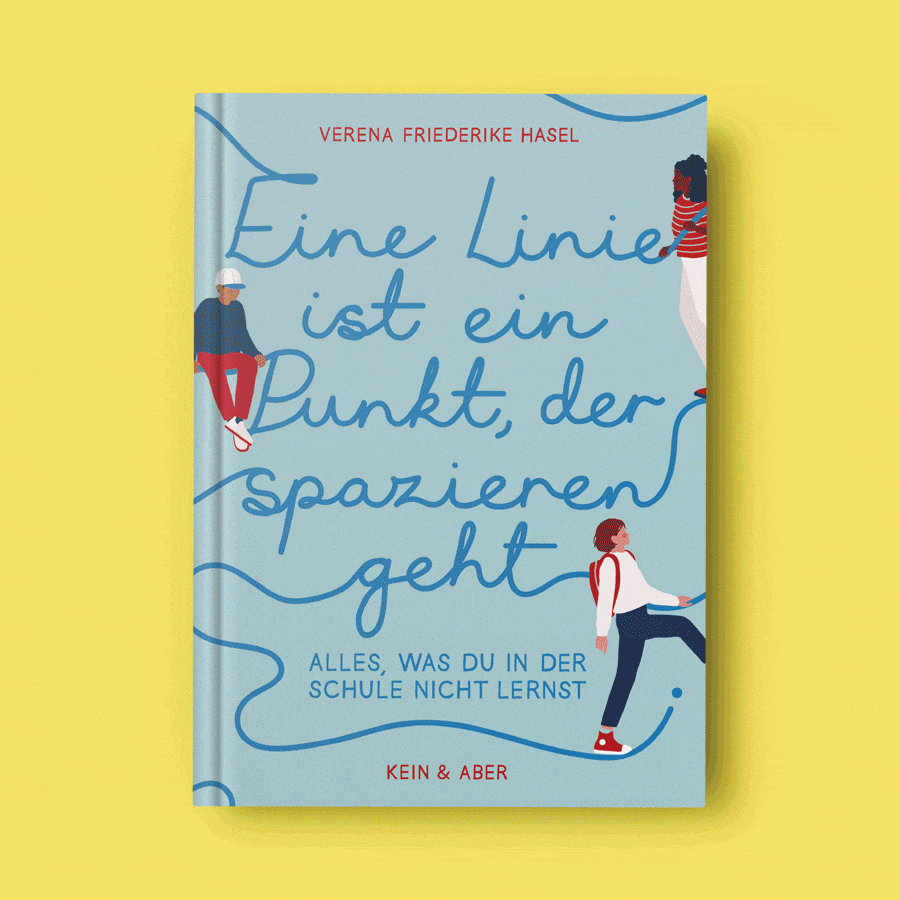 VERENA FRIEDERIKE HASEL
Eine Linie
ist ein
Punkt, der
spazieren
geht
ALLES, WAS DU IN DER
SCHULE NICHT LERNST
KEIN & ABER